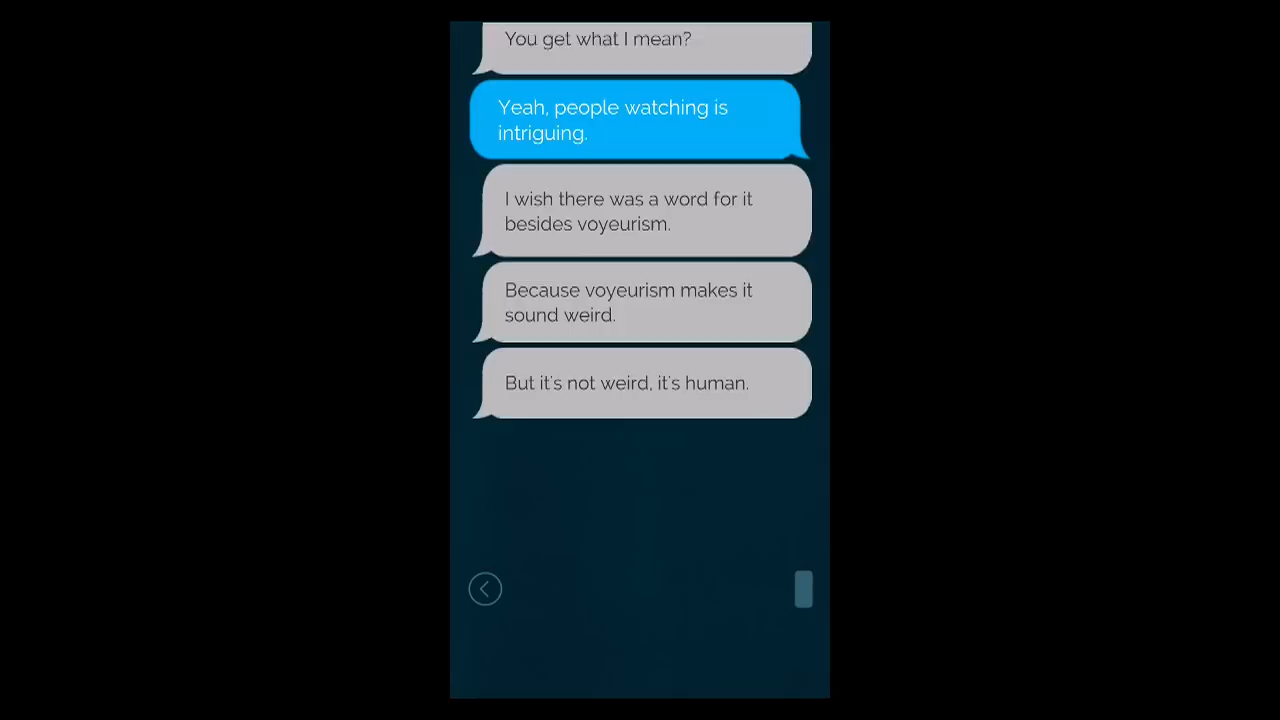 You get what I mean?
Yeah, people watching is
intriguing.
I wish there was a word for it
besides voyeurism.
Because voyeurism makes it
sound weird.
But it's not weird, it's human.